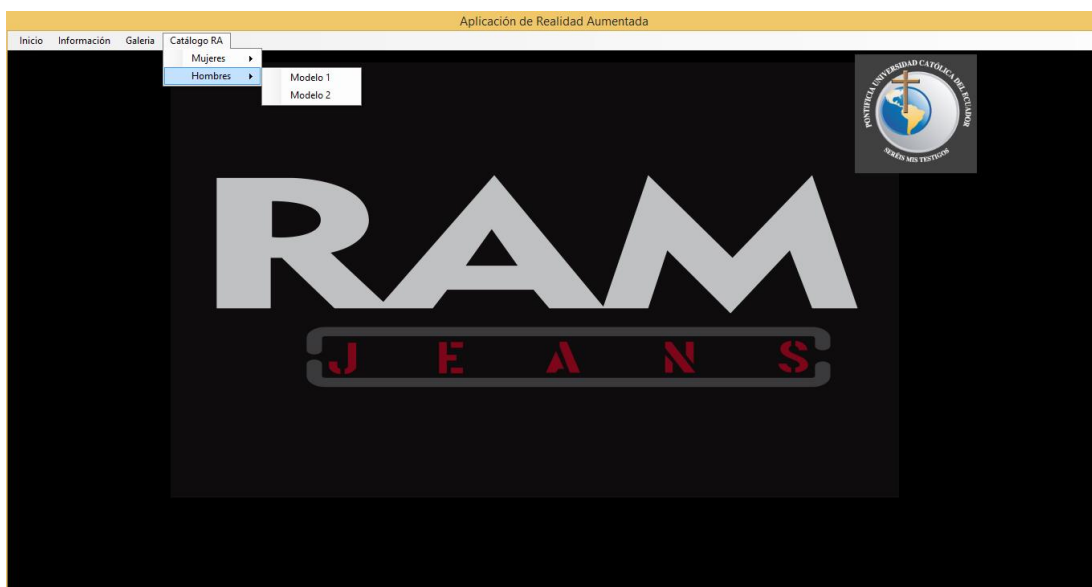 Aplicación de Realidad Aumentada
Inicio Información Galeria Catálogo RA
Mujeres
Hombres
Modelo 1
Modelo 2
PONTIFICIA UNIVERSIDAD CATÓLICA DEL ECUADOR
SERÉIS MIS TESTIGOS
RAM
JEANS